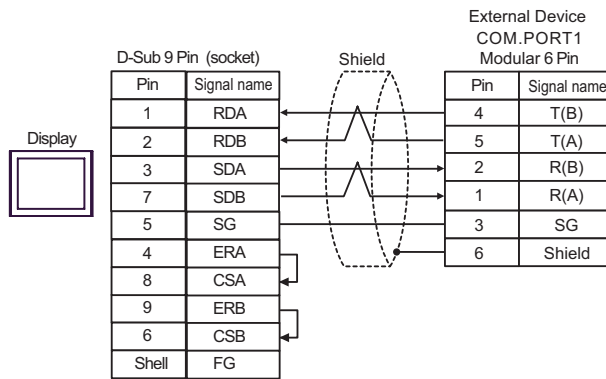 External Device
COM.PORT1
Modular 6 Pin
D-Sub 9 Pin (socket)
Shield
Display
Pin Signal name
1 RDA
2 RDB
3 SDA
7 SDB
5 SG
4 ERA
8 CSA
9 ERB
6 CSB
Shell FG
Pin Signal name
4 T(B)
5 T(A)
2 R(B)
1 R(A)
3 SG
6 Shield